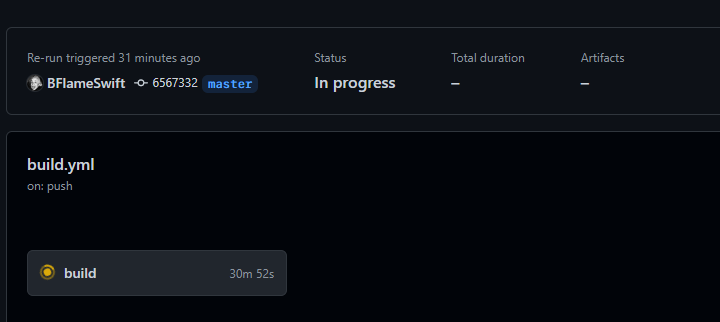 Re-run triggered 31 minutes ago
Status
Total duration
Artifacts
BFlameSwift 6567332 master
In progress
–
–
build.yml
on: push
build
30m 52s